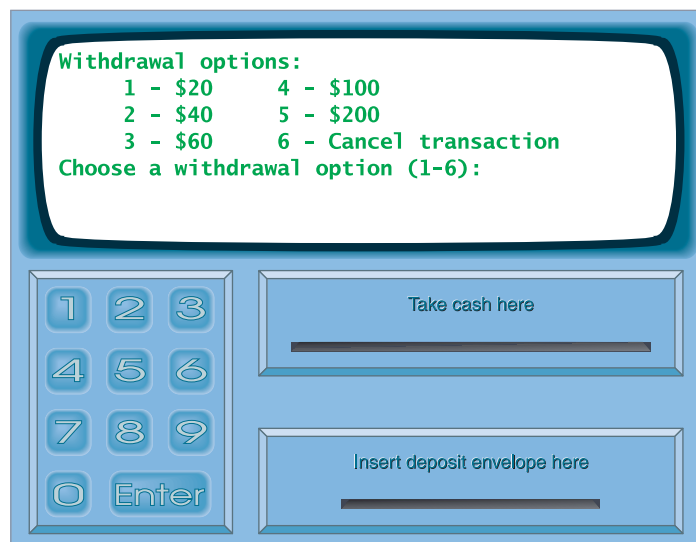 Withdrawal options:
1 - $20 4 - $100
2 - $40 5 - $200
3 - $60 6 - Cancel transaction
Choose a withdrawal option (1-6):
1 2 3
Take cash here
4 5 6
7 8 9
Insert deposit envelope here
0 Enter